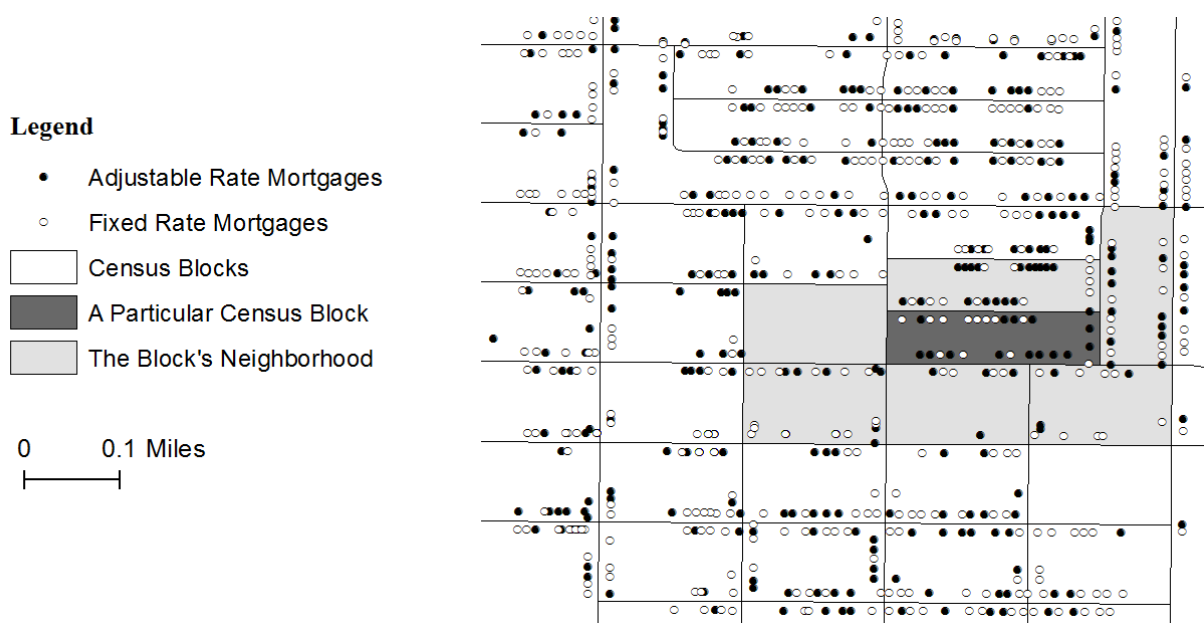 Legend
Adjustable Rate Mortgages
Fixed Rate Mortgages
Census Blocks
A Particular Census Block
The Block's Neighborhood
0 0.1 Miles